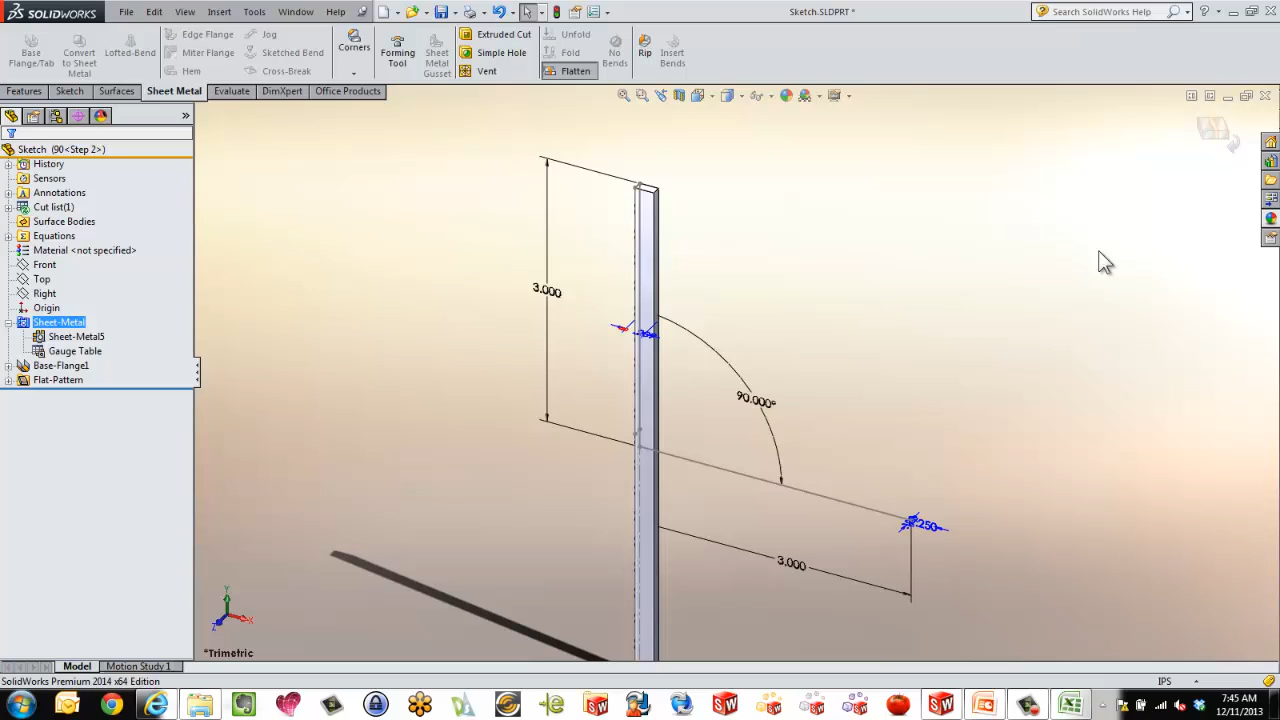 SOLIDWORKS
File Edit View Insert Tools Window Help
Sketch.SLDPRT *
Search SolidWorks Help
Base Flange/Tab
Convert to Sheet Metal
Lofted-Bend
Edge Flange
Miter Flange
Hem
Jog
Sketched Bend
Cross-Break
Corners
Forming Tool
Sheet Metal Gusset
Extruded Cut
Simple Hole
Vent
Unfold
Fold
Flatten
No Bends
Rip
Insert Bends
Features Sketch Surfaces Sheet Metal Evaluate DimXpert Office Products
Sketch (90<Step 2>)
History
Sensors
Annotations
Cut list(1)
Surface Bodies
Equations
Material <not specified>
Front
Top
Right
Origin
Sheet-Metal
Sheet-Metal5
Gauge Table
Base-Flange1
Flat-Pattern
3.000
90.000°
.250
3.000
Y
X
Z
*Trimetric
Model Motion Study 1
SolidWorks Premium 2014 x64 Edition
IPS
7:45 AM
12/11/2013